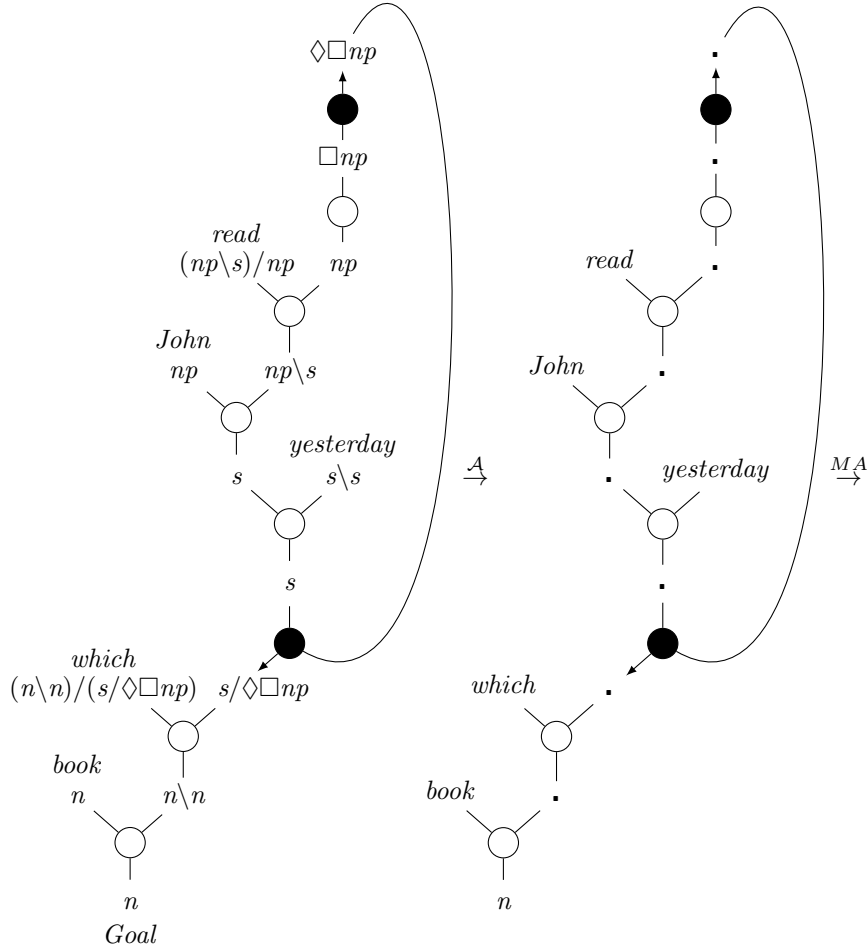 ◇□np
□np
read
(np\s)/np np
John
np np\s
yesterday
s s\s
s
which
(n\n)/(s/◇□np) s/◇□np
book
n n\n
n
Goal
𝒜
→
read
John
yesterday
which
book
n
MA
→